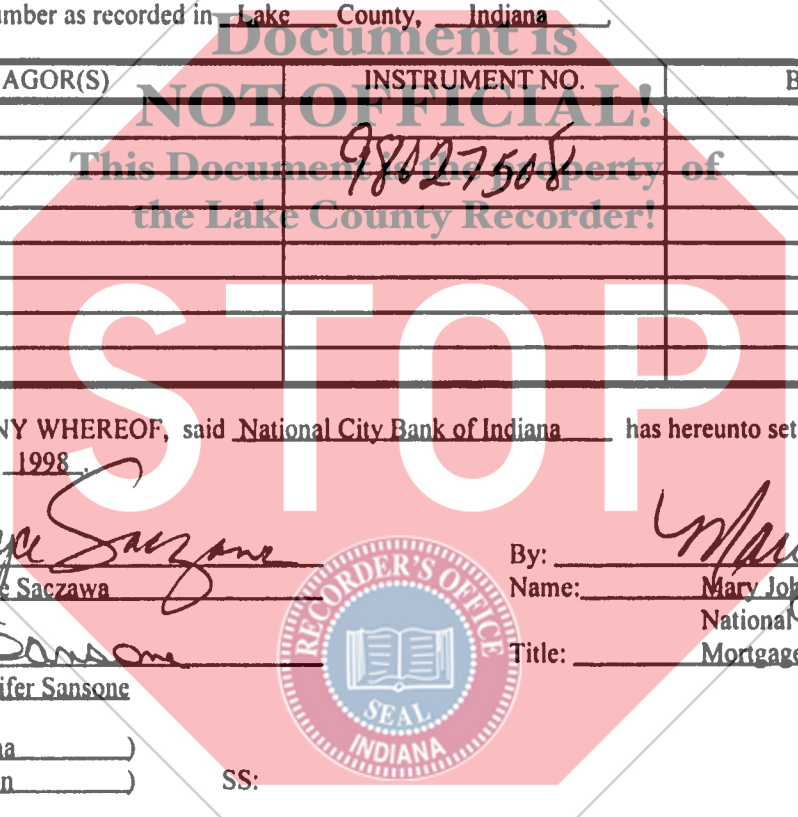 umber as recorded in Lake County, Indiana ,
Document is
AGOR(S) INSTRUMENT NO. B
NOT OFFICIAL!
98027508
This Document is the property of
the Lake County Recorder!
STOP
NY WHEREOF, said National City Bank of Indiana has hereunto set
1998 .
By:
e Saczawa Name: Mary Joh
National
Sansone Title: Mortgage
ifer Sansone
RECORDER'S OFFICE
SEAL
INDIANA
na )
n ) SS: